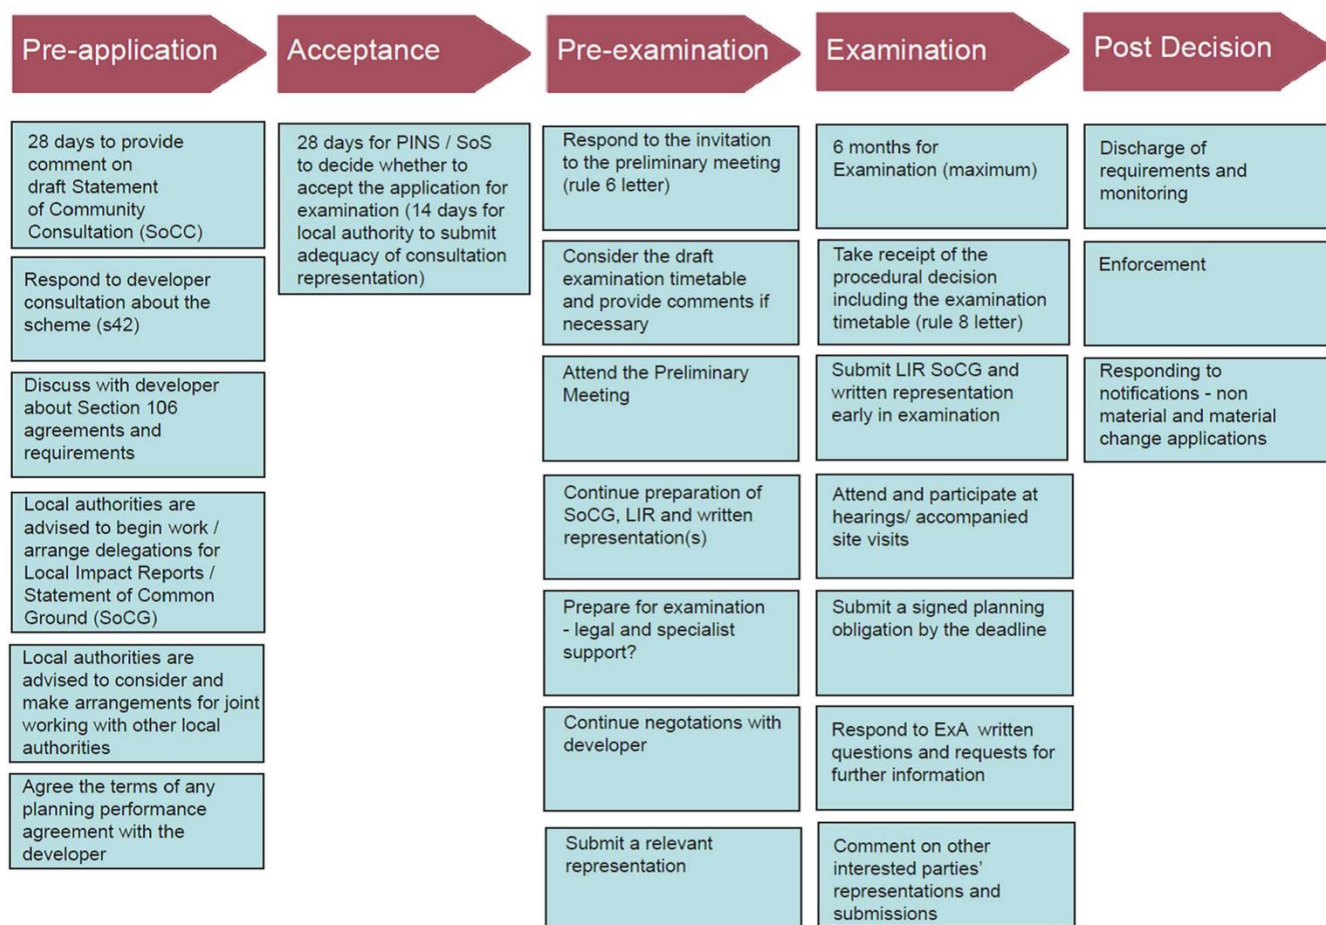 Pre-application
Acceptance
Pre-examination
Examination
Post Decision
28 days to provide
comment on
draft Statement
of Community
Consultation (SoCC)
Respond to developer
consultation about the
scheme (s42)
Discuss with developer
about Section 106
agreements and
requirements
Local authorities are
advised to begin work /
arrange delegations for
Local Impact Reports /
Statement of Common
Ground (SoCG)
Local authorities are
advised to consider and
make arrangements for joint
working with other local
authorities
Agree the terms of any
planning performance
agreement with the
developer
28 days for PINS / SoS
to decide whether to
accept the application for
examination (14 days for
local authority to submit
adequacy of consultation
representation)
Respond to the invitation
to the preliminary meeting
(rule 6 letter)
Consider the draft
examination timetable
and provide comments if
necessary
Attend the Preliminary
Meeting
Continue preparation of
SoCG, LIR and written
representation(s)
Prepare for examination
- legal and specialist
support?
Continue negotations with
developer
Submit a relevant
representation
6 months for
Examination (maximum)
Take receipt of the
procedural decision
including the examination
timetable (rule 8 letter)
Submit LIR SoCG and
written representation
early in examination
Attend and participate at
hearings/ accompanied
site visits
Submit a signed planning
obligation by the deadline
Respond to ExA written
questions and requests for
further information
Comment on other
interested parties'
representations and
submissions
Discharge of
requirements and
monitoring
Enforcement
Responding to
notifications - non
material and material
change applications